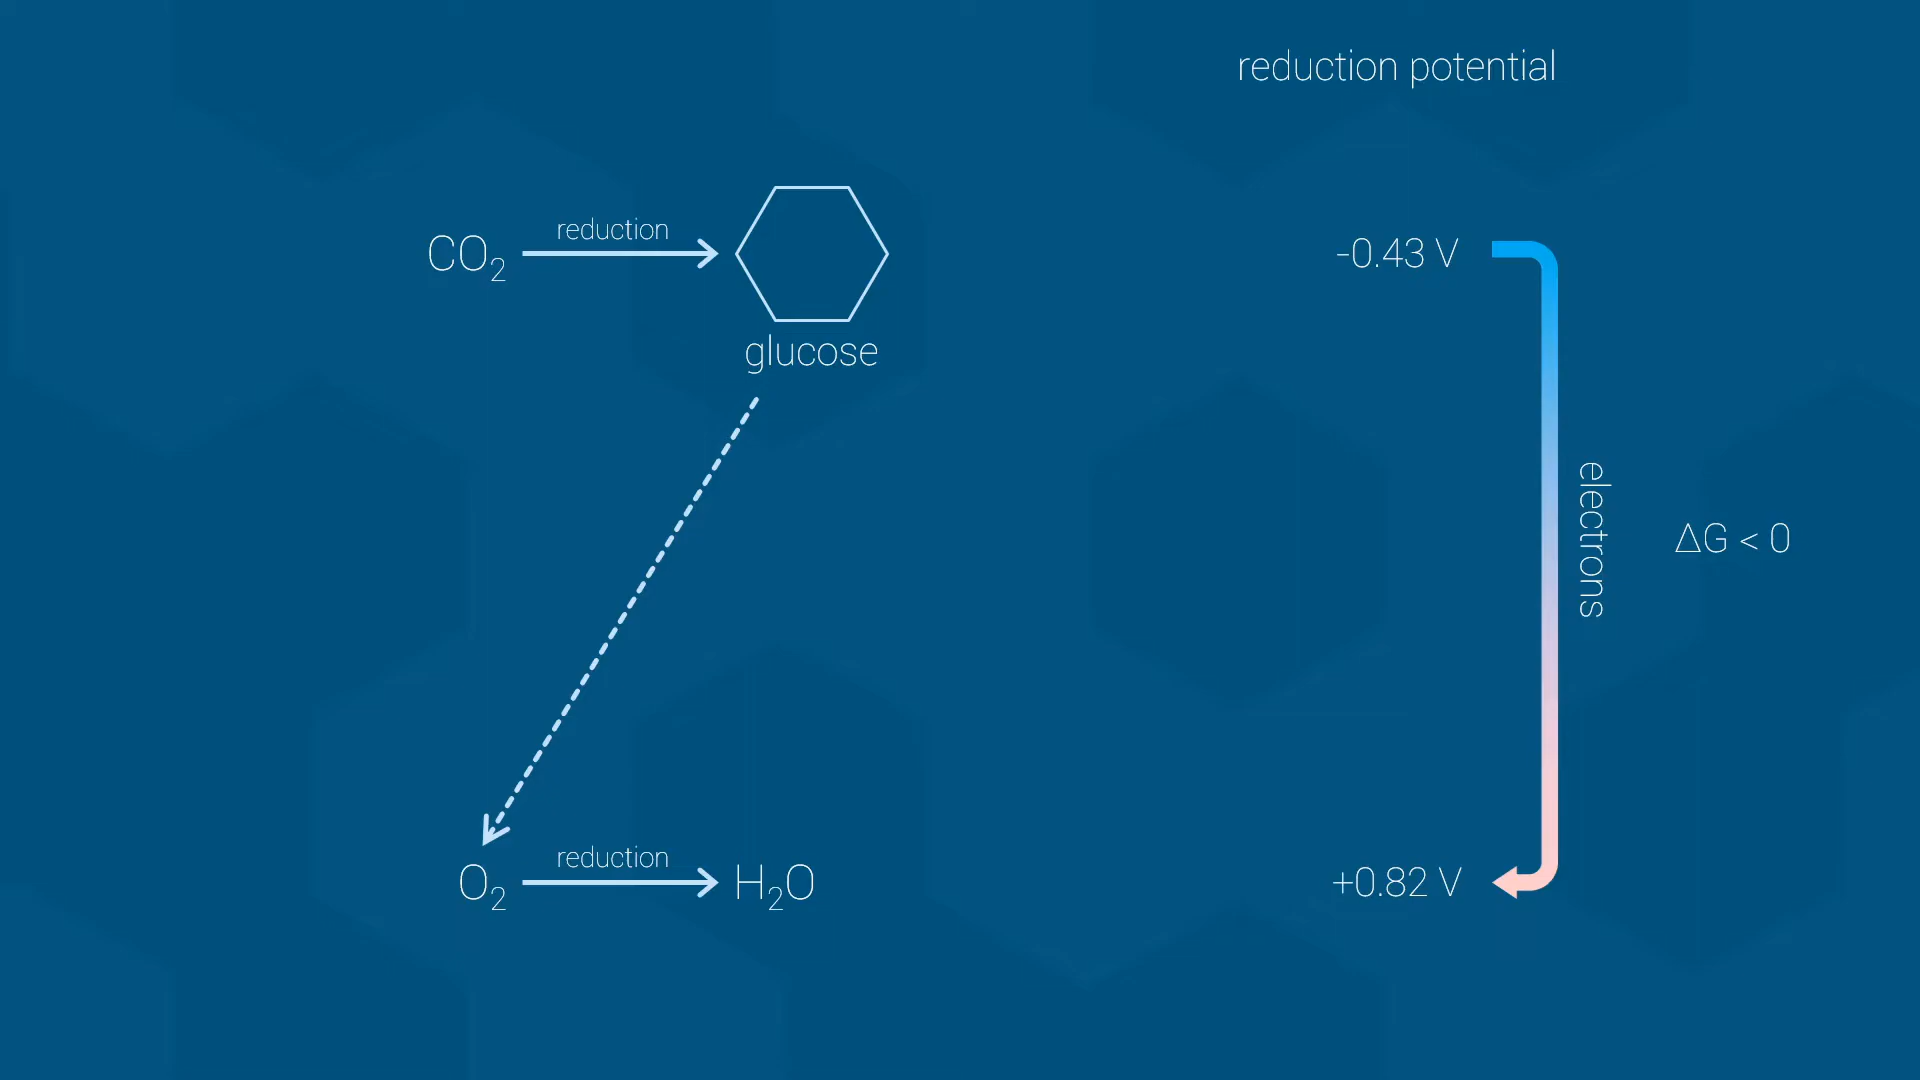 reduction potential
CO₂
reduction
-0.43 V
glucose
electrons
ΔG < 0
O₂
reduction
H₂O
+0.82 V